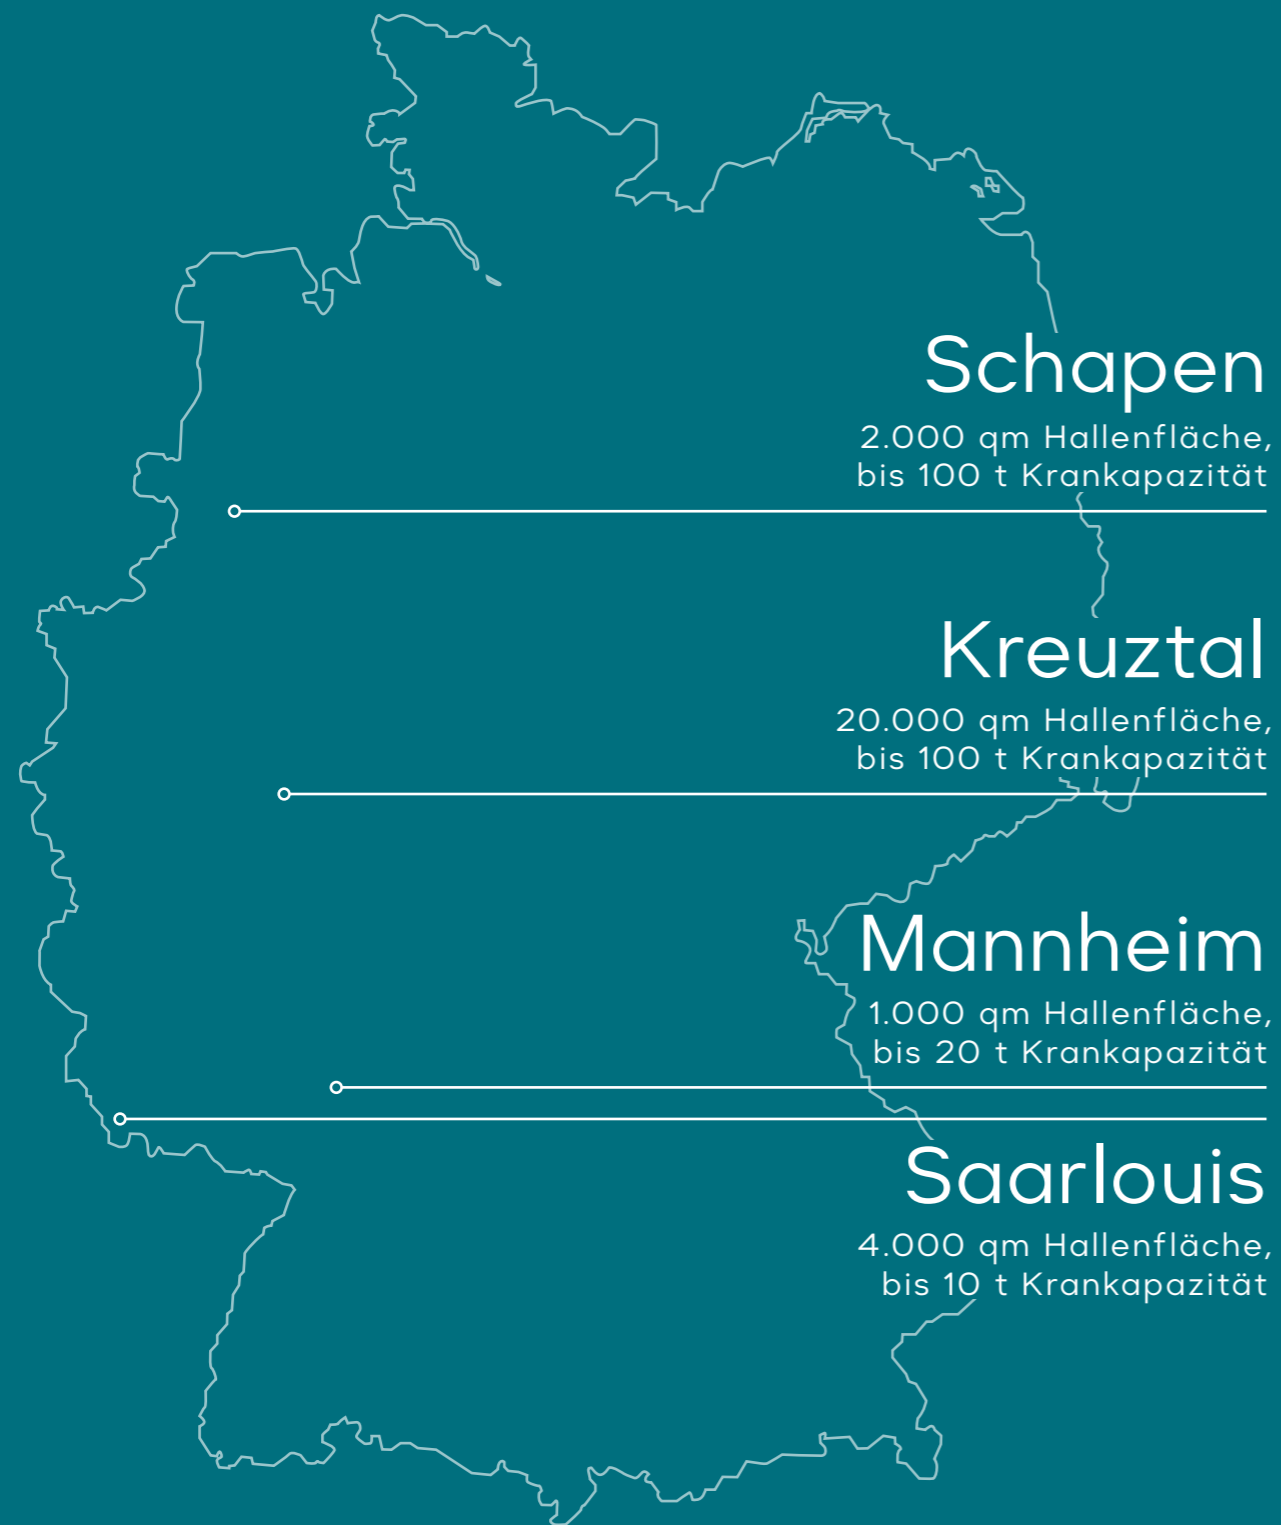 Schapen
2.000 qm Hallenfläche,
bis 100 t Krankapazität
Kreuztal
20.000 qm Hallenfläche,
bis 100 t Krankapazität
Mannheim
1.000 qm Hallenfläche,
bis 20 t Krankapazität
Saarlouis
4.000 qm Hallenfläche,
bis 10 t Krankapazität